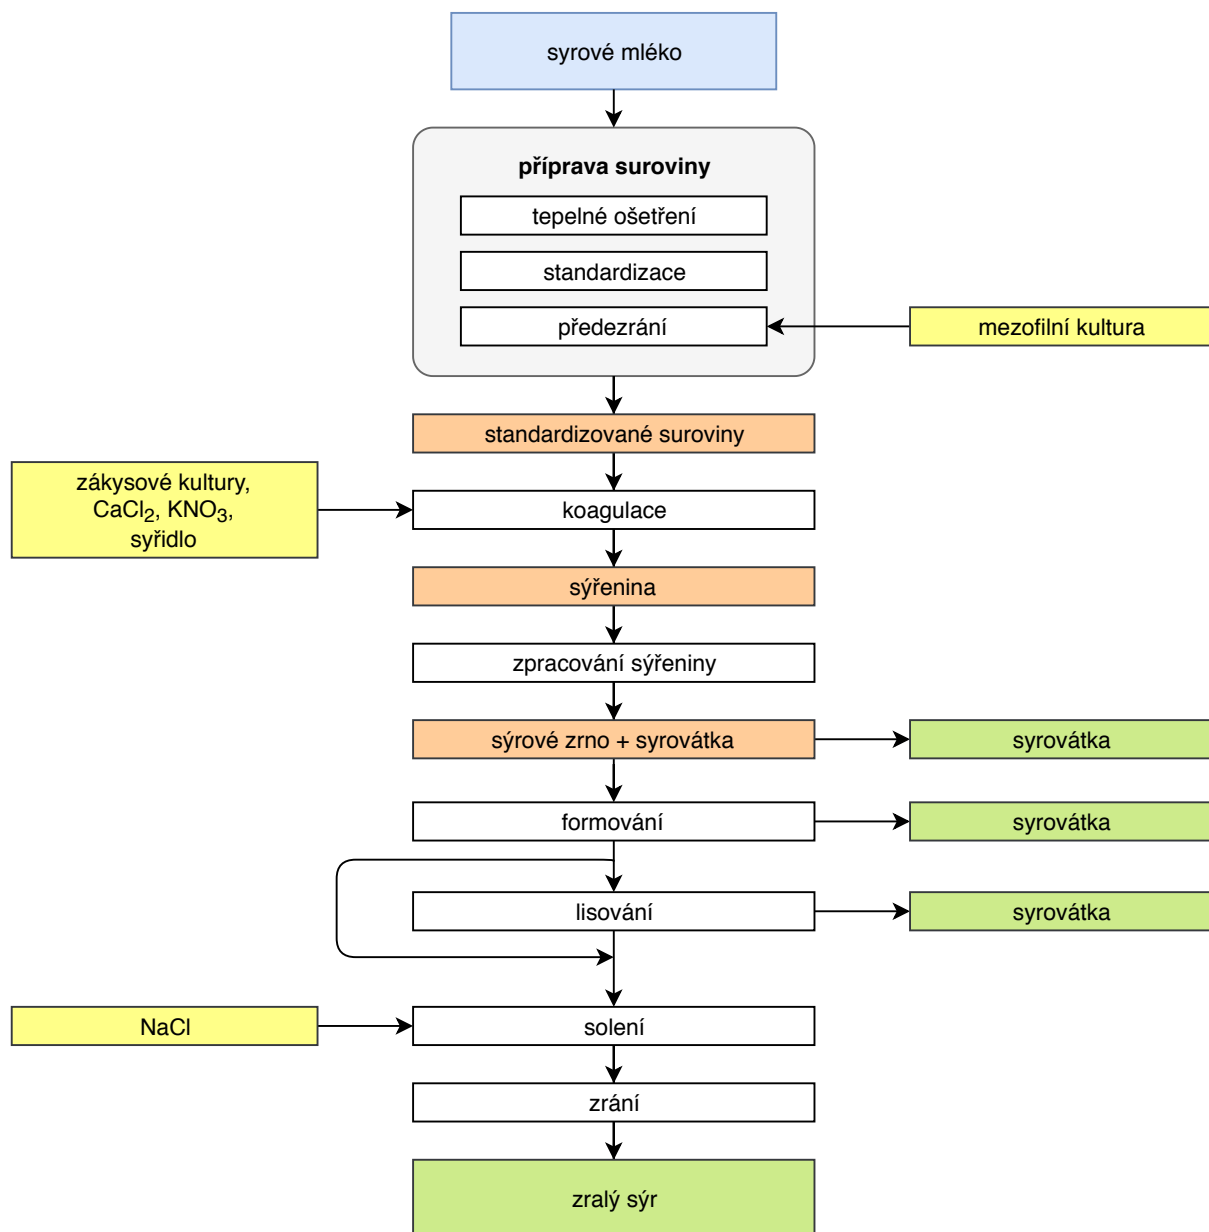 syrové mléko
příprava suroviny
tepelné ošetření
standardizace
předezrání
mezofilní kultura
standardizované suroviny
zákysové kultury,
CaCl₂, KNO₃,
syřidlo
koagulace
sýřenina
zpracování sýřeniny
sýrové zrno + syrovátka
syrovátka
formování
syrovátka
lisování
syrovátka
NaCl
solení
zrání
zralý sýr